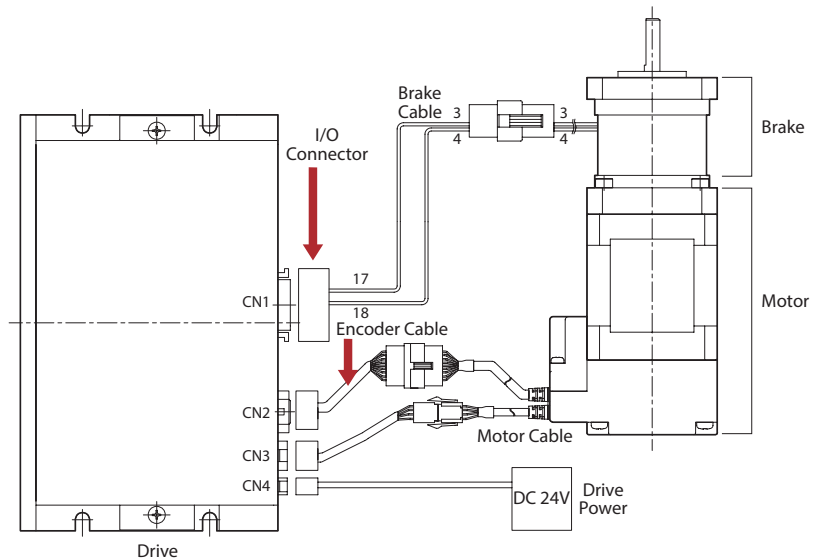 Brake
Cable
3
3
4
4
Brake
I/O
Connector
17
CN1
18
Motor
Encoder Cable
CN2
Motor Cable
CN3
CN4
DC 24V
Drive
Power
Drive